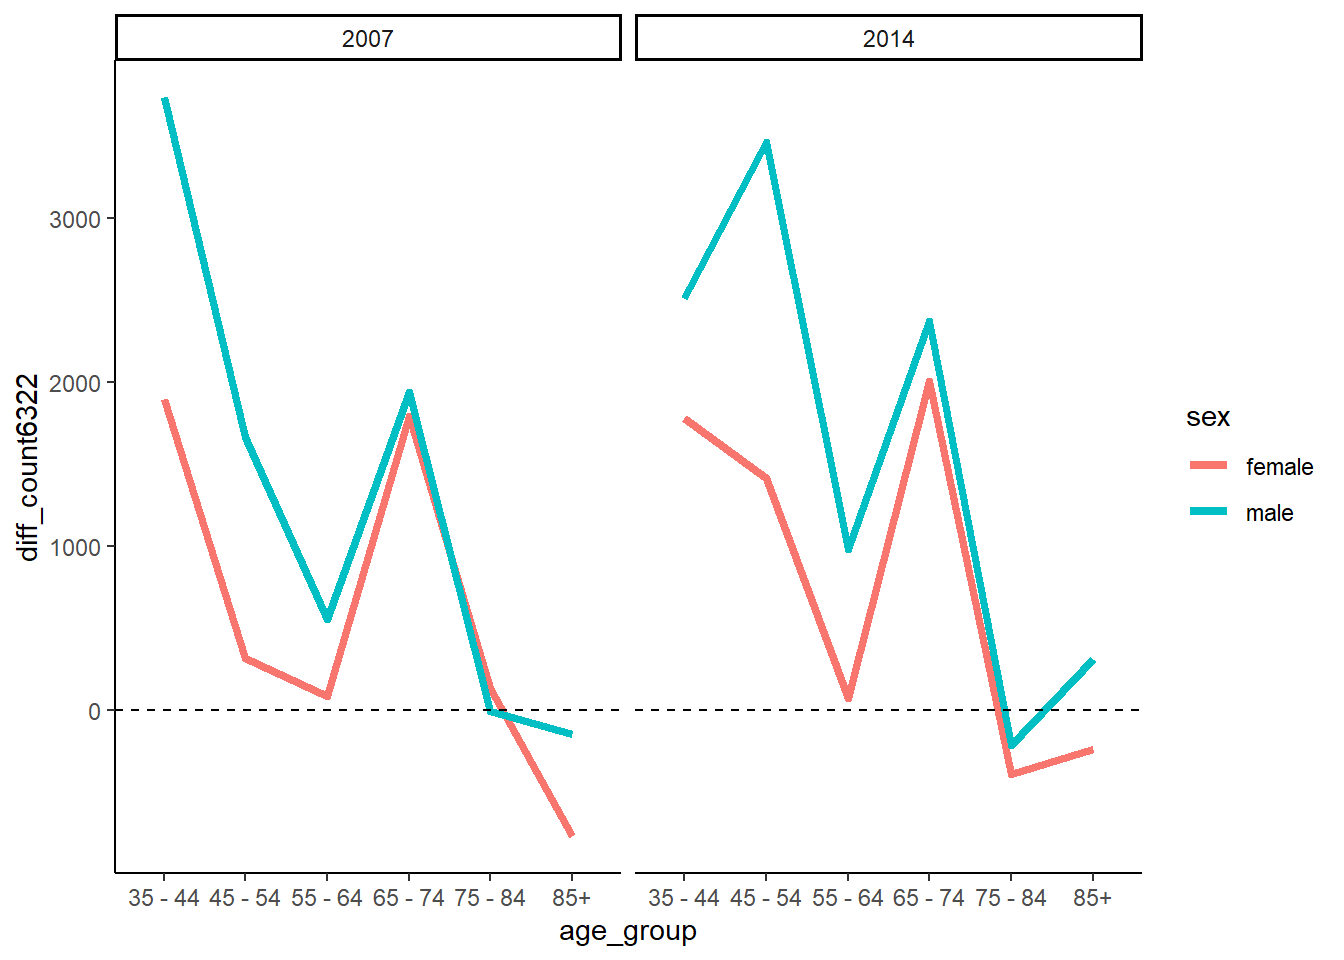 2007
2014
diff_count6322
3000
2000
1000
0
35 - 44 45 - 54 55 - 64 65 - 74 75 - 84 85+
35 - 44 45 - 54 55 - 64 65 - 74 75 - 84 85+
age_group
sex
female
male